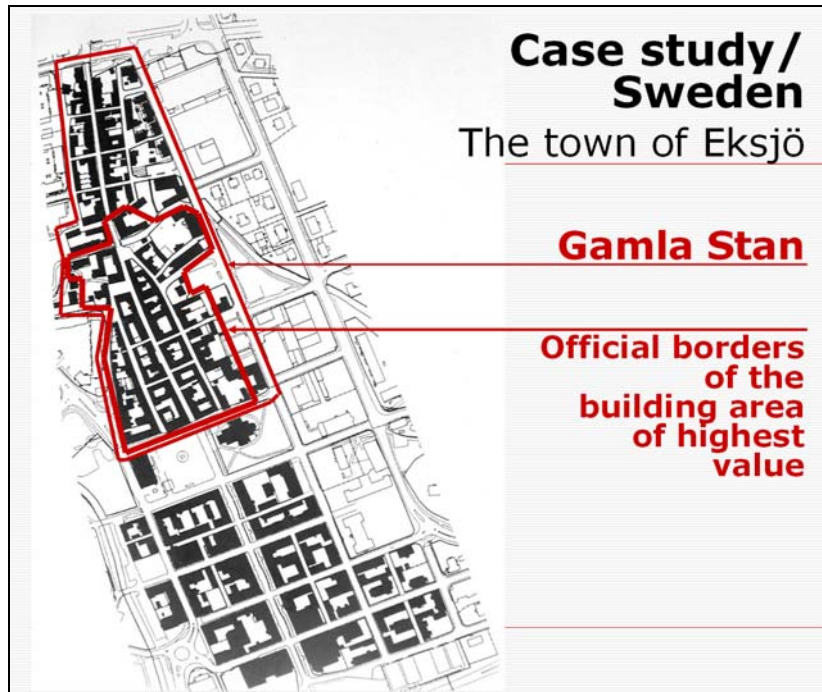 Case study/
Sweden
The town of Eksjö
Gamla Stan
Official borders
of the
building area
of highest
value